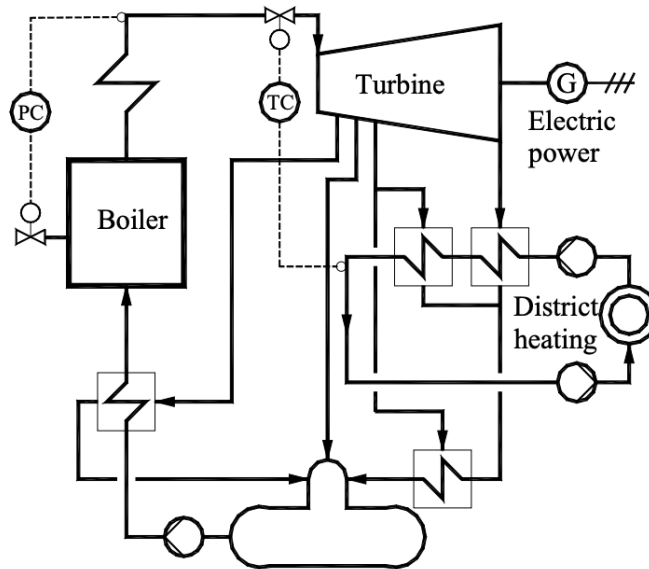 PC
TC
Turbine
G
Electric
power
Boiler
District
heating